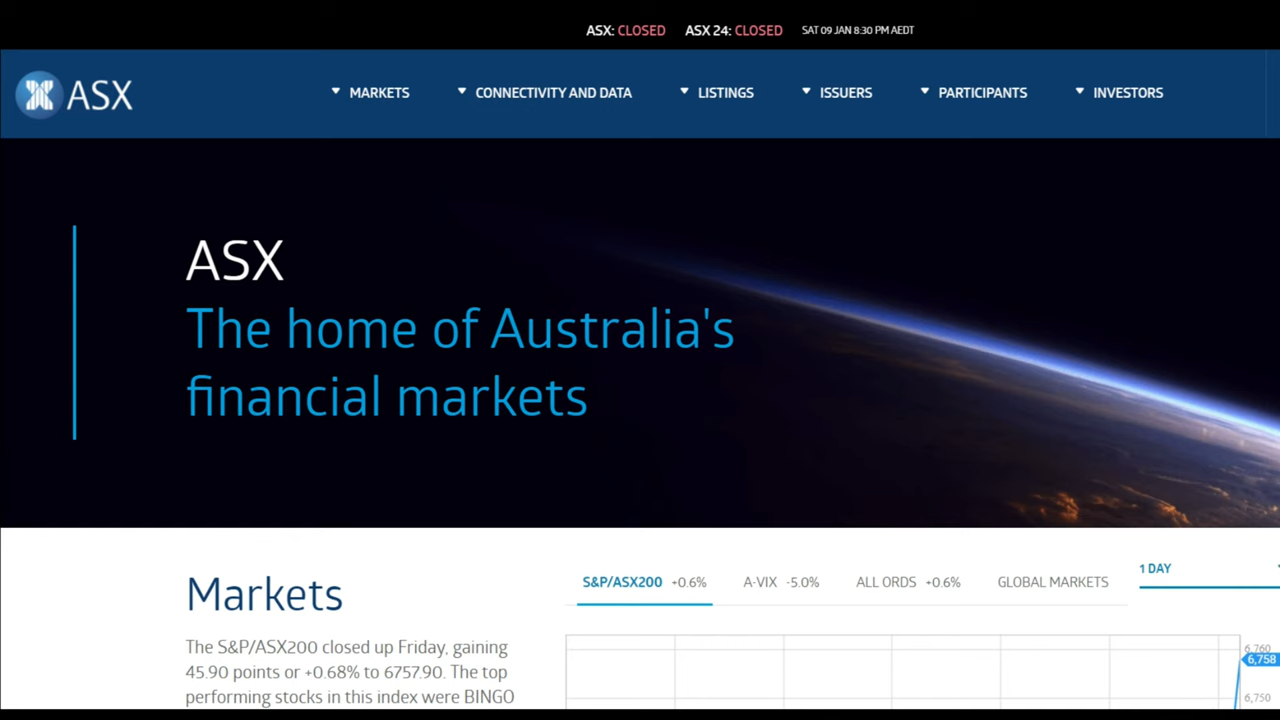 ASX: CLOSED ASX 24: CLOSED SAT 09 JAN 8:30 PM AEDT
ASX MARKETS CONNECTIVITY AND DATA LISTINGS ISSUERS PARTICIPANTS INVESTORS
ASX
The home of Australia's
financial markets
Markets
S&P/ASX200 +0.6% A-VIX -5.0% ALL ORDS +0.6% GLOBAL MARKETS 1 DAY
The S&P/ASX200 closed up Friday, gaining
45.90 points or +0.68% to 6757.90. The top
performing stocks in this index were BINGO
6,760
6,758
6,750